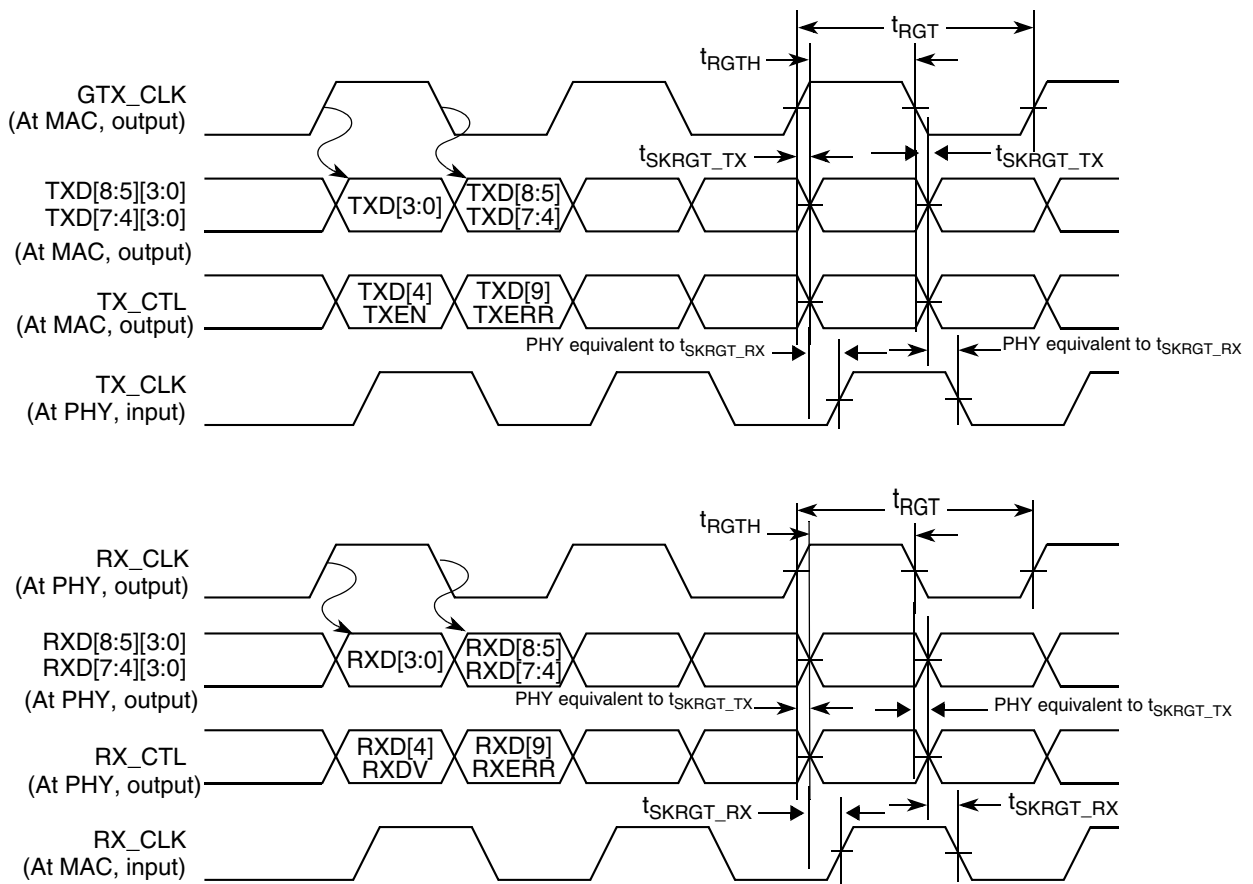 tRGT
tRGTH
GTX_CLK
(At MAC, output)
tSKRGT_TX
tSKRGT_TX
TXD[8:5][3:0]
TXD[7:4][3:0]
(At MAC, output)
TXD[3:0]
TXD[8:5]
TXD[7:4]
TX_CTL
(At MAC, output)
TXD[4]
TXEN
TXD[9]
TXERR
PHY equivalent to tSKRGT_RX
PHY equivalent to tSKRGT_RX
TX_CLK
(At PHY, input)
tRGT
tRGTH
RX_CLK
(At PHY, output)
RXD[8:5][3:0]
RXD[7:4][3:0]
(At PHY, output)
RXD[3:0]
RXD[8:5]
RXD[7:4]
PHY equivalent to tSKRGT_TX
PHY equivalent to tSKRGT_TX
RX_CTL
(At PHY, output)
RXD[4]
RXDV
RXD[9]
RXERR
tSKRGT_RX
tSKRGT_RX
RX_CLK
(At MAC, input)